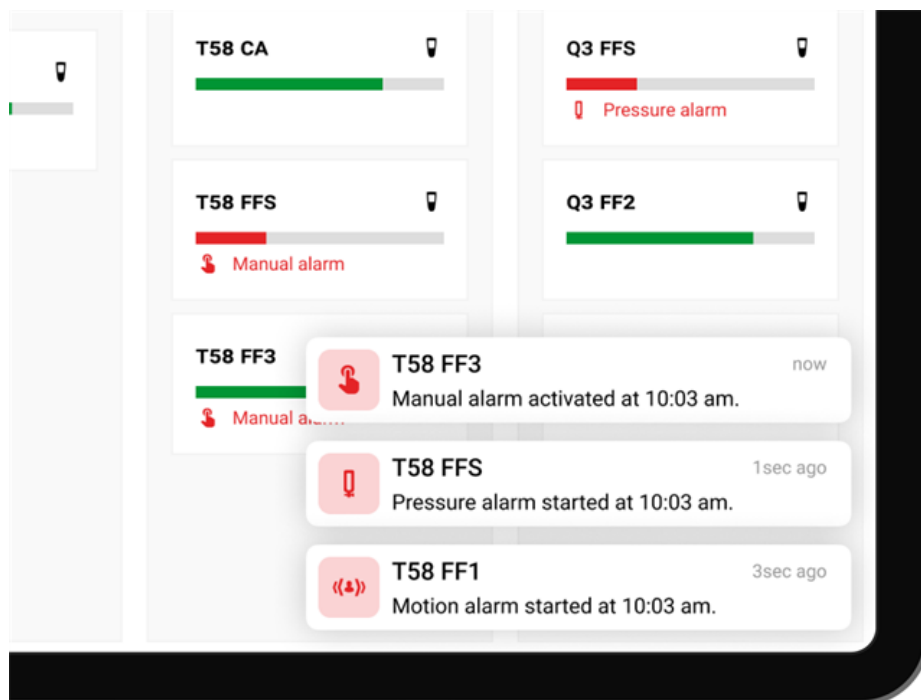 T58 CA
Q3 FFS
Pressure alarm
T58 FFS
Manual alarm
Q3 FF2
T58 FF3
Manual alarm
T58 FF3
now
Manual alarm activated at 10:03 am.
T58 FFS
1sec ago
Pressure alarm started at 10:03 am.
T58 FF1
3sec ago
Motion alarm started at 10:03 am.